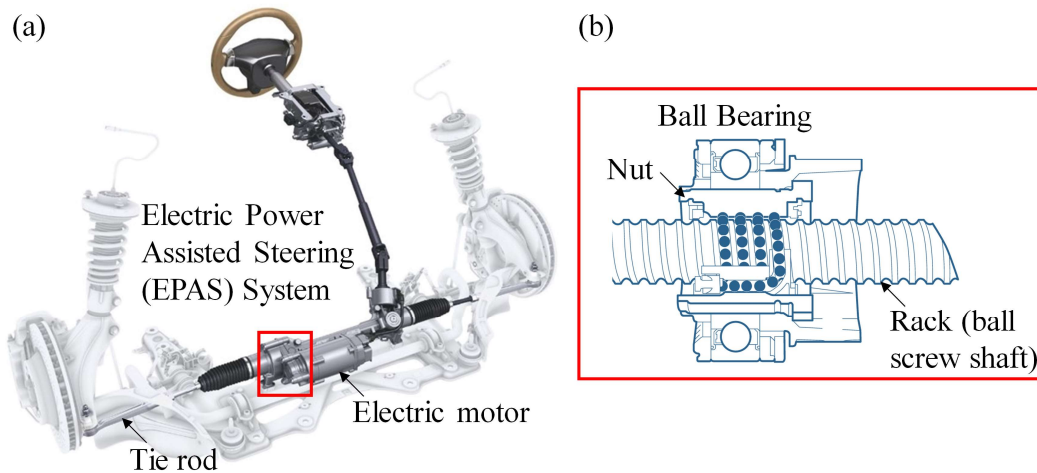 (a)
Electric Power
Assisted Steering
(EPAS) System
Electric motor
Tie rod
(b)
Ball Bearing
Nut
Rack (ball
screw shaft)